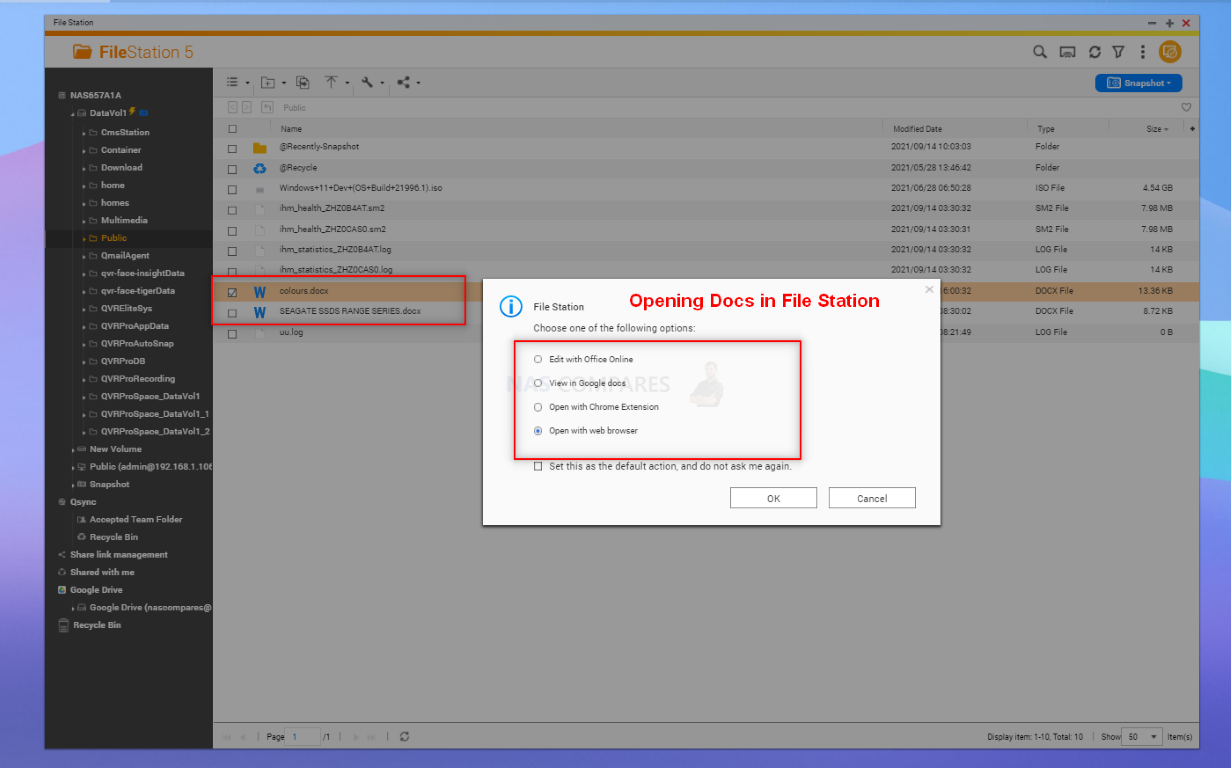 File Station
FileStation 5
Snapshot
NAS657A1A
DataVol1
CmsStation
Container
Download
home
homes
Multimedia
Public
QmailAgent
qvr-face-insightData
qvr-face-tigerData
QVREliteSys
QVRProAppData
QVRProAutoSnap
QVRProDB
QVRProRecording
QVRProSpace_DataVol1
QVRProSpace_DataVol1_1
QVRProSpace_DataVol1_2
New Volume
Public (admin@192.168.1.106
Snapshot
Qsync
Accepted Team Folder
Recycle Bin
Share link management
Shared with me
Google Drive
Google Drive (nascompares@
Recycle Bin
Public
Name Modified Date Type Size
@Recently-Snapshot 2021/09/14 10:03:03 Folder
@Recycle 2021/05/28 13:46:42 Folder
Windows+11+Dev+(OS+Build+21996.1).iso 2021/06/28 06:50:28 ISO File 4.54 GB
ihm_health_ZHZ0B4AT.sm2 2021/09/14 03:30:32 SM2 File 7.98 MB
ihm_health_ZHZ0CAS0.sm2 2021/09/14 03:30:31 SM2 File 7.98 MB
ihm_statistics_ZHZ0B4AT.log 2021/09/14 03:30:32 LOG File 14 KB
ihm_statistics_ZHZ0CAS0.log 2021/09/14 03:30:32 LOG File 14 KB
colours.docx 6:00:32 DOCX File 13.36 KB
SEAGATE SSDS RANGE SERIES.docx 08:30:02 DOCX File 8.72 KB
uu.log 08:21:49 LOG File 0 B
File Station
Opening Docs in File Station
Choose one of the following options:
Edit with Office Online
View in Google docs
NAS COMPARES
Open with Chrome Extension
Open with web browser
Set this as the default action, and do not ask me again.
OK Cancel
Page 1 /1
Display item: 1-10, Total: 10 Show 50 Item(s)